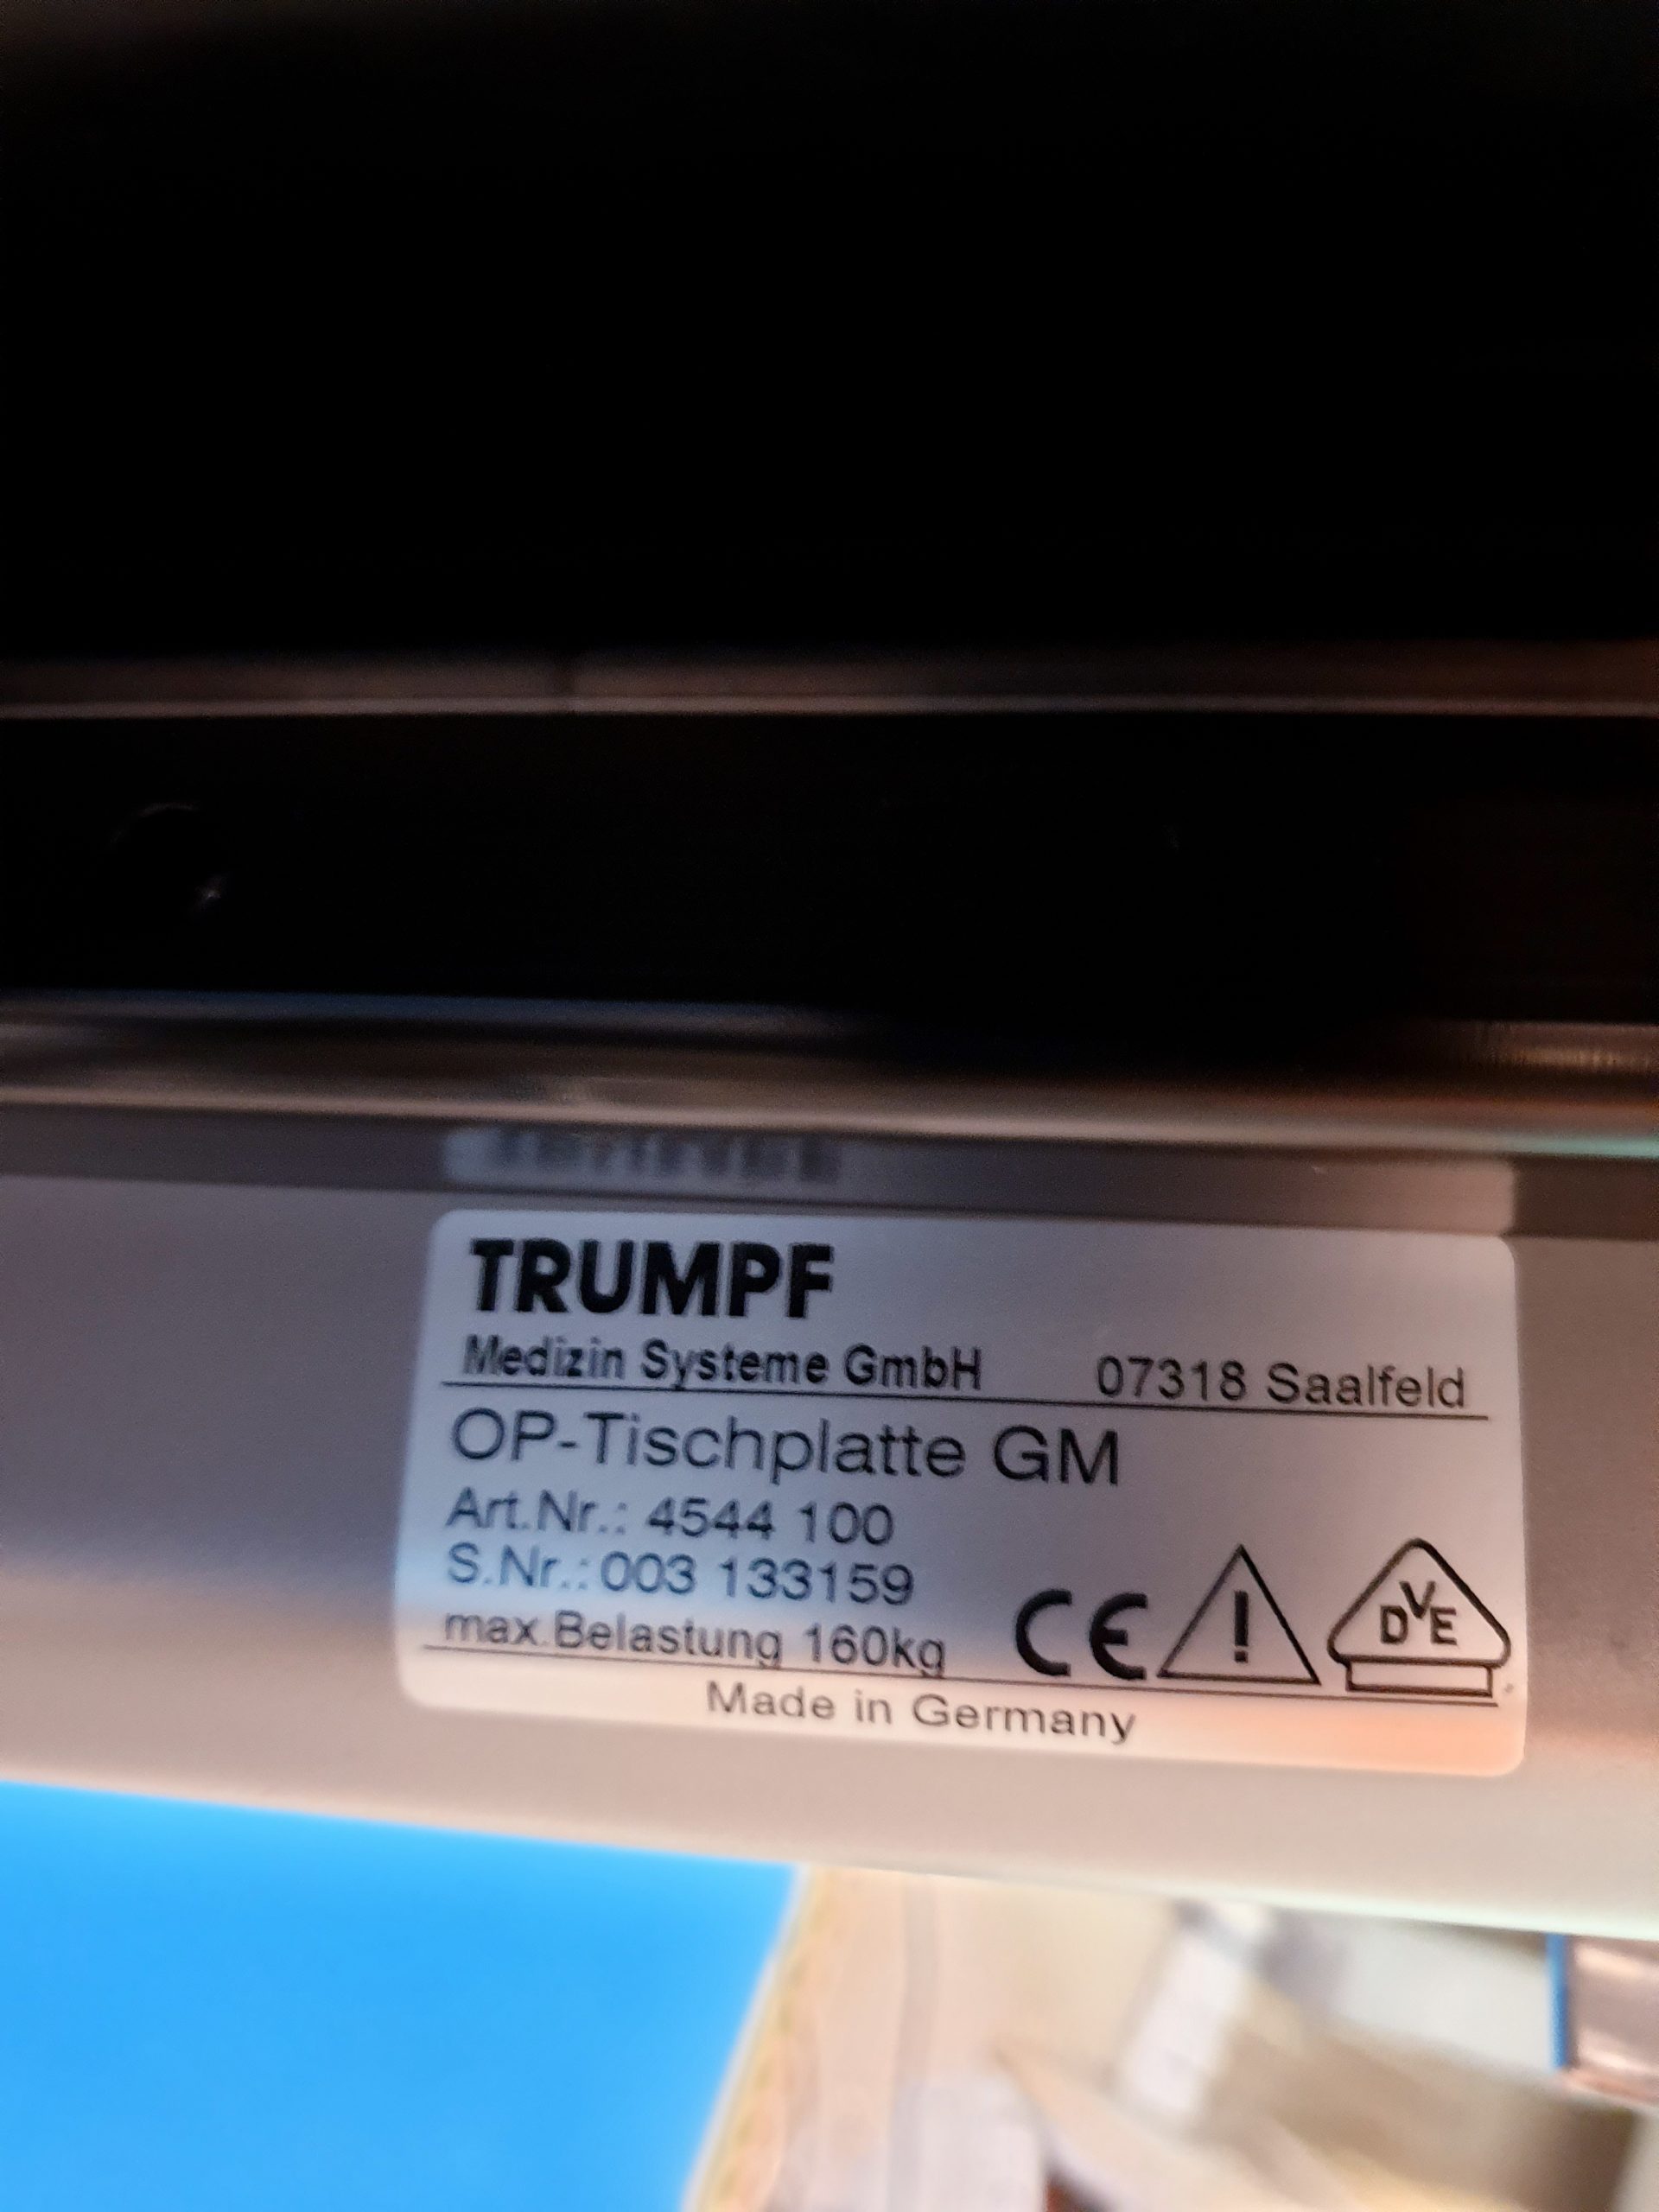 TRUMPF
Medizin Systeme GmbH 07318 Saalfeld
OP-Tischplatte GM
Art.Nr.: 4544 100
S.Nr.: 003 133159
max.Belastung 160kg CE ! DVE
Made in Germany